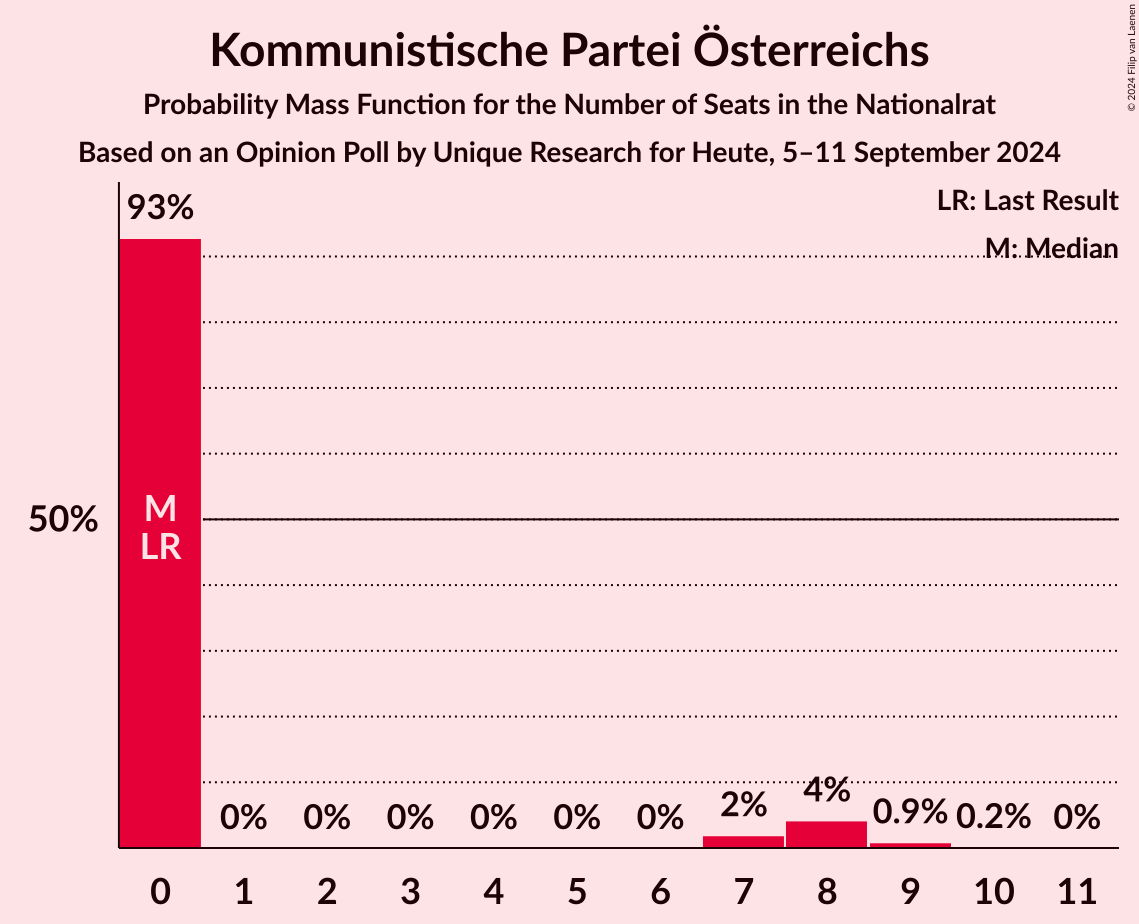 Kommunistische Partei Österreichs
Probability Mass Function for the Number of Seats in the Nationalrat
Based on an Opinion Poll by Unique Research for Heute, 5–11 September 2024
© 2024 Filip van Laenen
LR: Last Result
M: Median
93%
50%
M
LR
0% 0% 0% 0% 0% 0% 2% 4% 0.9% 0.2% 0%
0 1 2 3 4 5 6 7 8 9 10 11